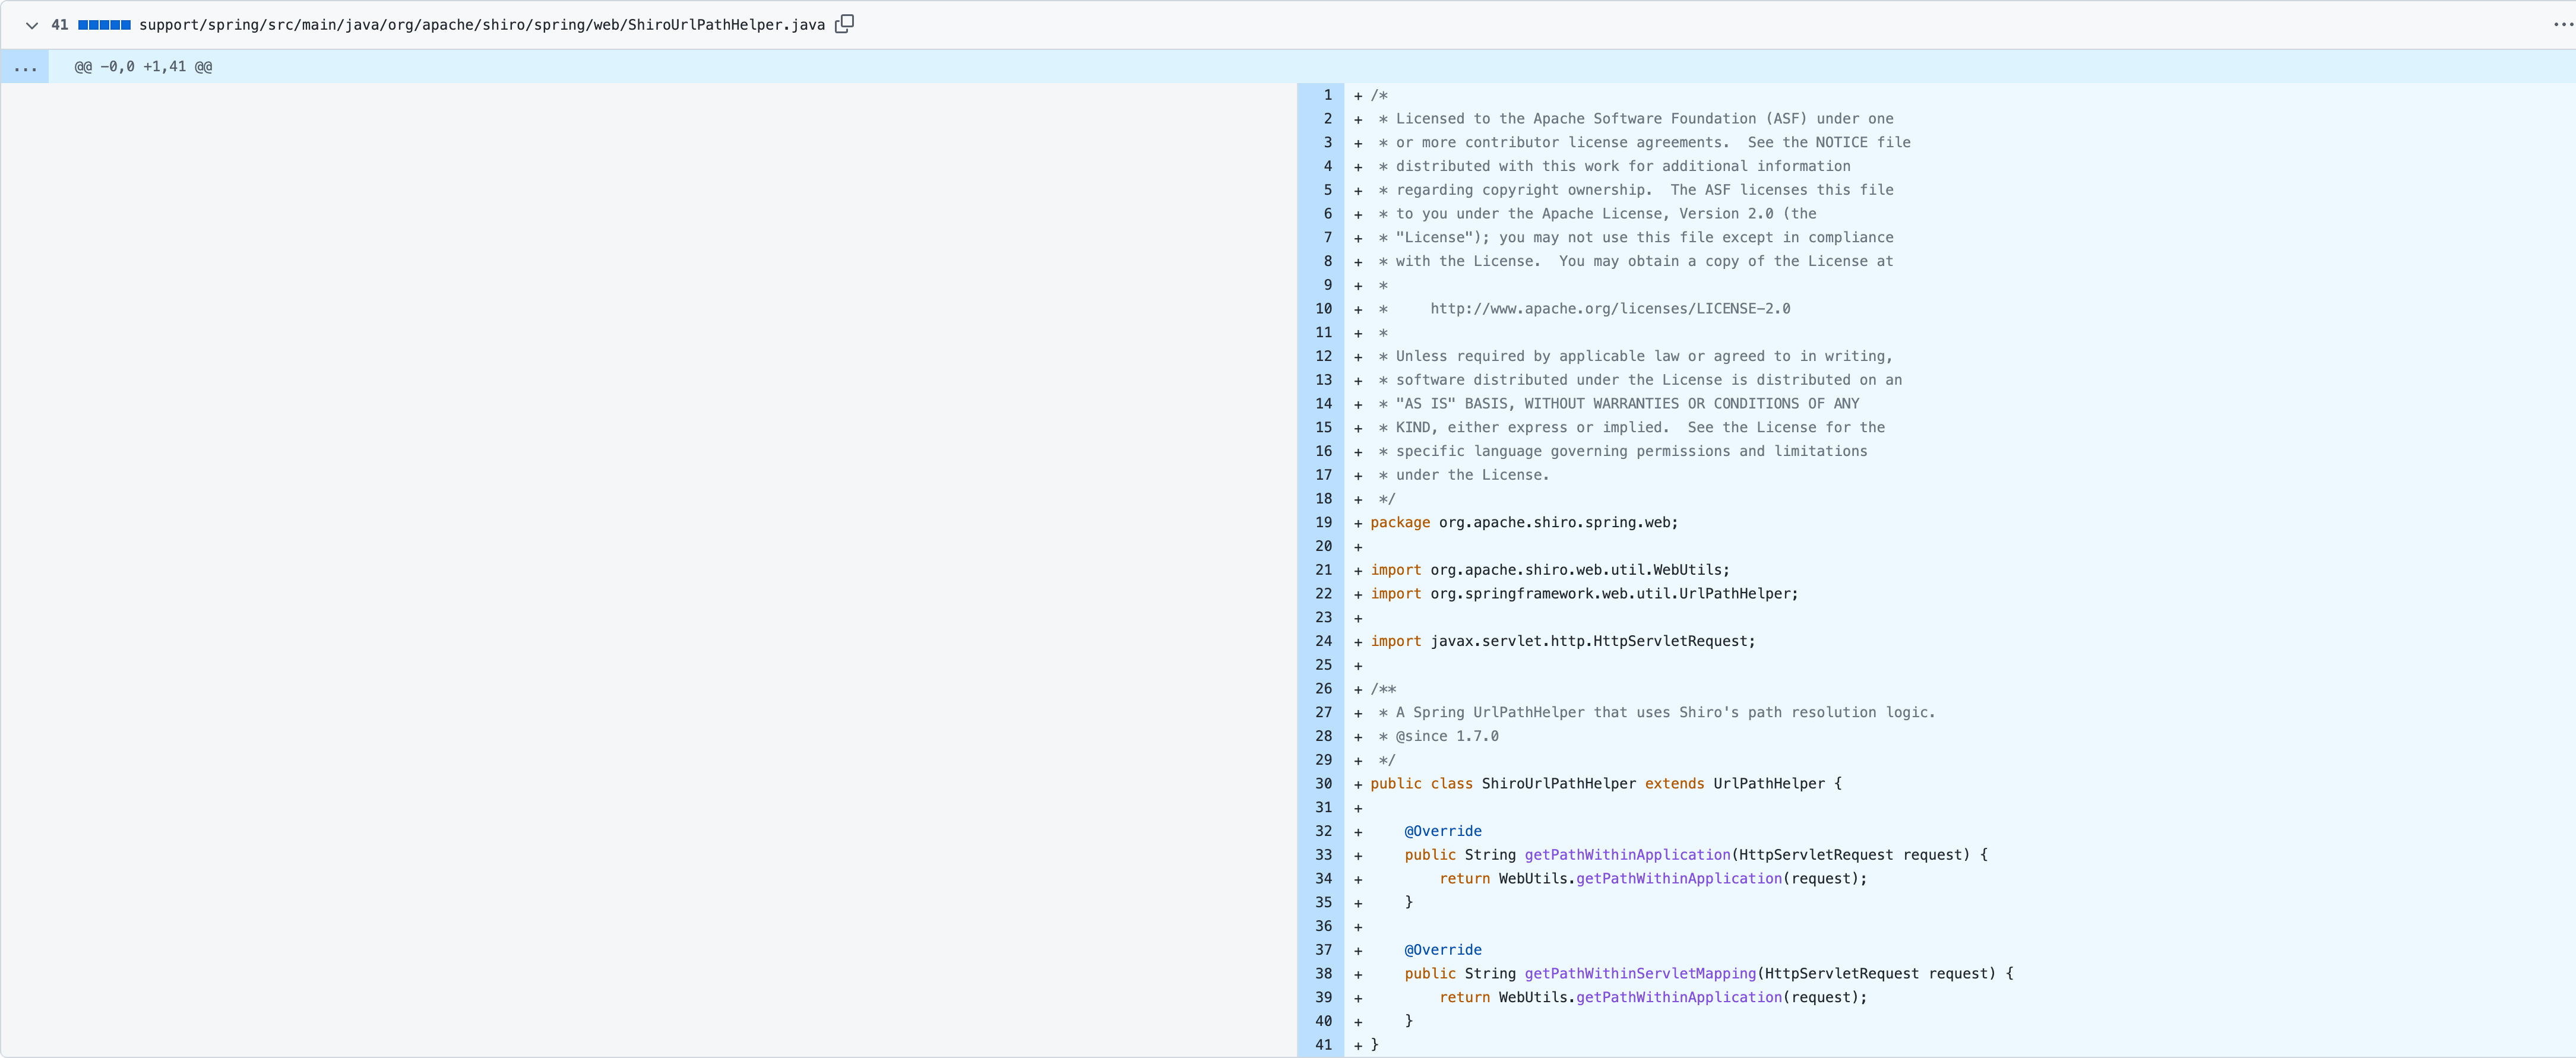 41 support/spring/src/main/java/org/apache/shiro/spring/web/ShiroUrlPathHelper.java
... @@ -0,0 +1,41 @@
1 + /*
2 +  * Licensed to the Apache Software Foundation (ASF) under one
3 +  * or more contributor license agreements.  See the NOTICE file
4 +  * distributed with this work for additional information
5 +  * regarding copyright ownership.  The ASF licenses this file
6 +  * to you under the Apache License, Version 2.0 (the
7 +  * "License"); you may not use this file except in compliance
8 +  * with the License.  You may obtain a copy of the License at
9 +  *
10 +  *     http://www.apache.org/licenses/LICENSE-2.0
11 +  *
12 +  * Unless required by applicable law or agreed to in writing,
13 +  * software distributed under the License is distributed on an
14 +  * "AS IS" BASIS, WITHOUT WARRANTIES OR CONDITIONS OF ANY
15 +  * KIND, either express or implied.  See the License for the
16 +  * specific language governing permissions and limitations
17 +  * under the License.
18 +  */
19 + package org.apache.shiro.spring.web;
20 +
21 + import org.apache.shiro.web.util.WebUtils;
22 + import org.springframework.web.util.UrlPathHelper;
23 +
24 + import javax.servlet.http.HttpServletRequest;
25 +
26 + /**
27 +  * A Spring UrlPathHelper that uses Shiro's path resolution logic.
28 +  * @since 1.7.0
29 +  */
30 + public class ShiroUrlPathHelper extends UrlPathHelper {
31 +
32 +     @Override
33 +     public String getPathWithinApplication(HttpServletRequest request) {
34 +         return WebUtils.getPathWithinApplication(request);
35 +     }
36 +
37 +     @Override
38 +     public String getPathWithinServletMapping(HttpServletRequest request) {
39 +         return WebUtils.getPathWithinApplication(request);
40 +     }
41 + }